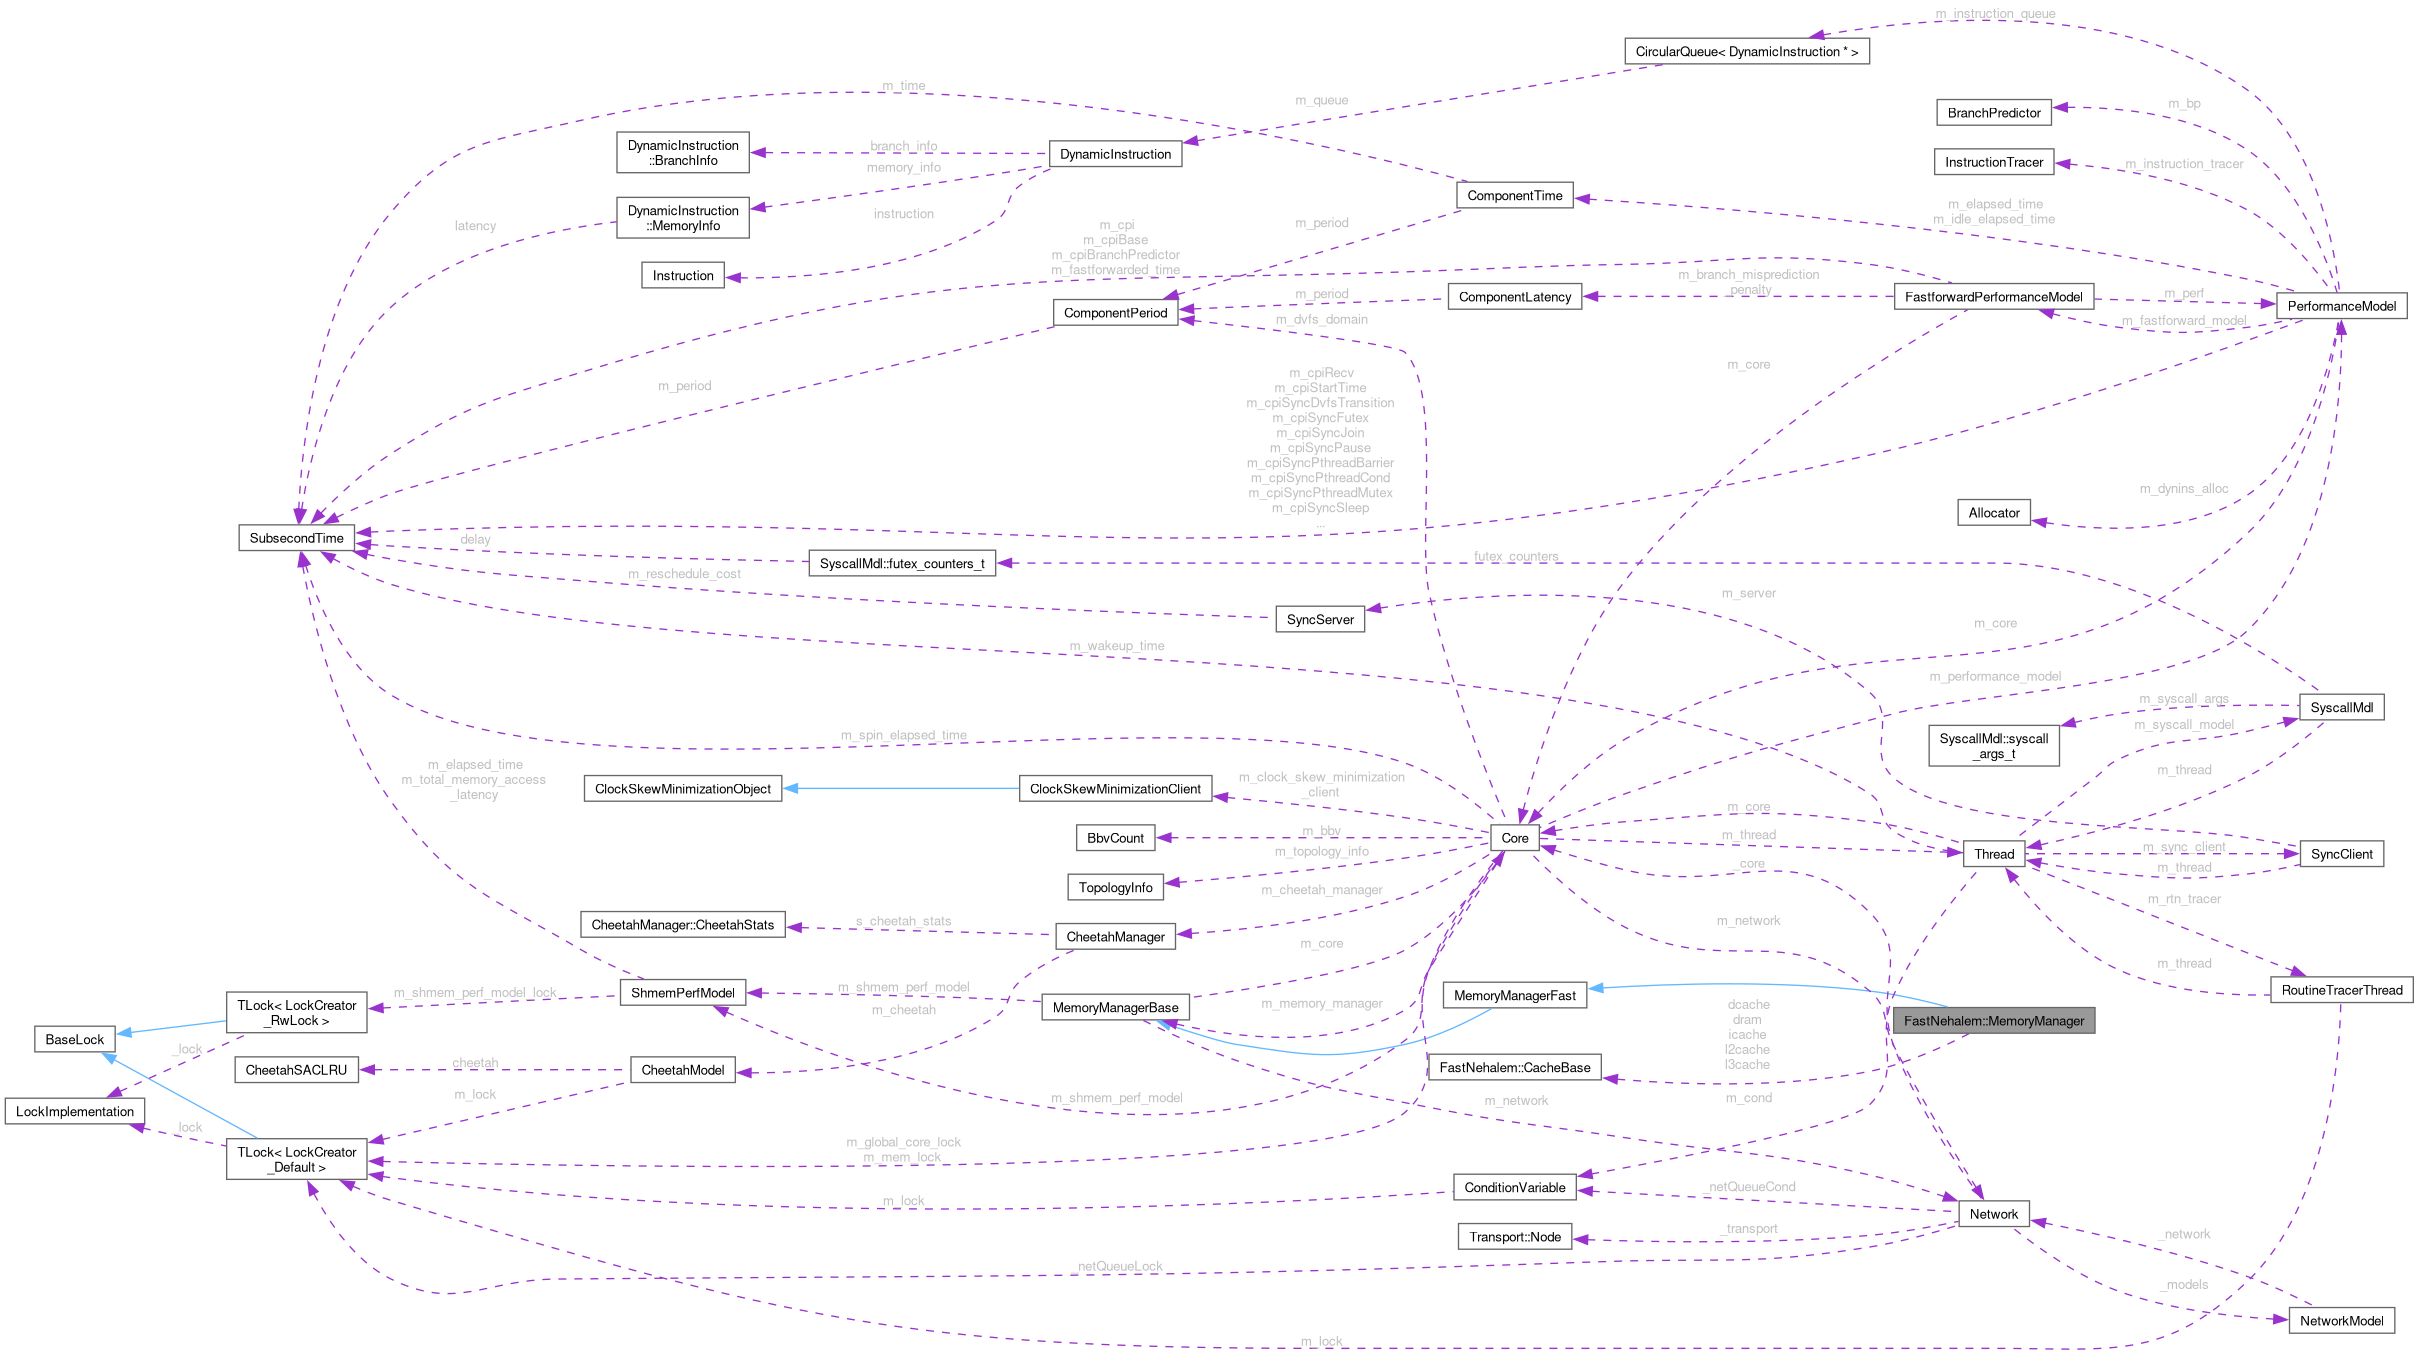 m_instruction_queue
CircularQueue< DynamicInstruction * >
m_time
m_queue
BranchPredictor
m_bp
DynamicInstruction
::BranchInfo
branch_info
DynamicInstruction
InstructionTracer
m_instruction_tracer
memory_info
DynamicInstruction
::MemoryInfo
latency
instruction
ComponentTime
m_elapsed_time
m_idle_elapsed_time
m_period
m_cpi
m_cpiBase
m_cpiBranchPredictor
m_fastforwarded_time
Instruction
m_branch_misprediction
_penalty
ComponentLatency
m_period
FastforwardPerformanceModel
m_perf
PerformanceModel
ComponentPeriod
m_dvfs_domain
m_fastforward_model
m_core
m_period
m_cpiRecv
m_cpiStartTime
m_cpiSyncDvfsTransition
m_cpiSyncFutex
m_cpiSyncJoin
m_cpiSyncPause
m_cpiSyncPthreadBarrier
m_cpiSyncPthreadCond
m_cpiSyncPthreadMutex
m_cpiSyncSleep
...
m_dynins_alloc
Allocator
SubsecondTime
delay
SyscallMdl::futex_counters_t
futex_counters
m_reschedule_cost
SyncServer
m_server
m_core
m_wakeup_time
m_performance_model
SyscallMdl
m_syscall_args
SyscallMdl::syscall
_args_t
m_syscall_model
m_spin_elapsed_time
m_elapsed_time
m_total_memory_access
_latency
ClockSkewMinimizationObject
ClockSkewMinimizationClient
m_clock_skew_minimization
_client
m_thread
m_core
BbvCount
m_bbv
Core
m_thread
Thread
m_sync_client
SyncClient
TopologyInfo
m_topology_info
_core
m_thread
m_cheetah_manager
m_rtn_tracer
CheetahManager::CheetahStats
s_cheetah_stats
CheetahManager
m_network
m_core
m_thread
ShmemPerfModel
m_shmem_perf_model
m_shmem_perf_model_lock
TLock< LockCreator
_RwLock >
MemoryManagerBase
m_memory_manager
MemoryManagerFast
RoutineTracerThread
m_cheetah
dcache
dram
icache
l2cache
l3cache
FastNehalem::MemoryManager
BaseLock
_lock
CheetahSACLRU
cheetah
CheetahModel
FastNehalem::CacheBase
LockImplementation
m_lock
m_shmem_perf_model
m_network
m_cond
_lock
TLock< LockCreator
_Default >
m_global_core_lock
m_mem_lock
m_lock
ConditionVariable
_netQueueCond
Network
Transport::Node
_transport
_network
_netQueueLock
_models
NetworkModel
m_lock